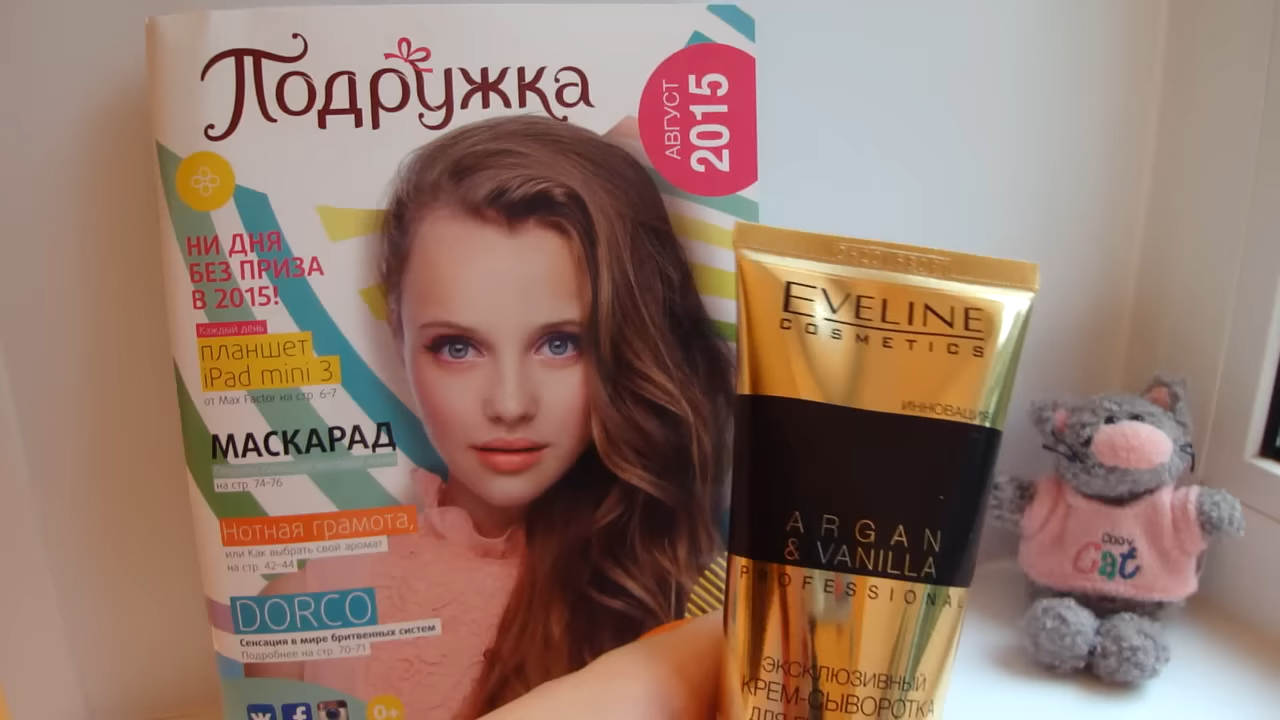 Подружка
АВГУСТ
2015
НИ ДНЯ
БЕЗ ПРИЗА
В 2015!
Каждый день
планшет
iPad mini 3
от Max Factor на стр. 6-7
МАСКАРАД
на стр. 74-76
Нотная грамота,
или Как выбрать свой аромат
на стр. 42-44
DORCO
Сенсация в мире бритвенных систем
Подробнее на стр. 70-71
0+
EVELINE
COSMETICS
ИННОВАЦИЯ
ARGAN
& VANILLA
PROFESSIONAL
ЭКСКЛЮЗИВНЫЙ
КРЕМ-СЫВОРОТКА
ДЛЯ
Cat